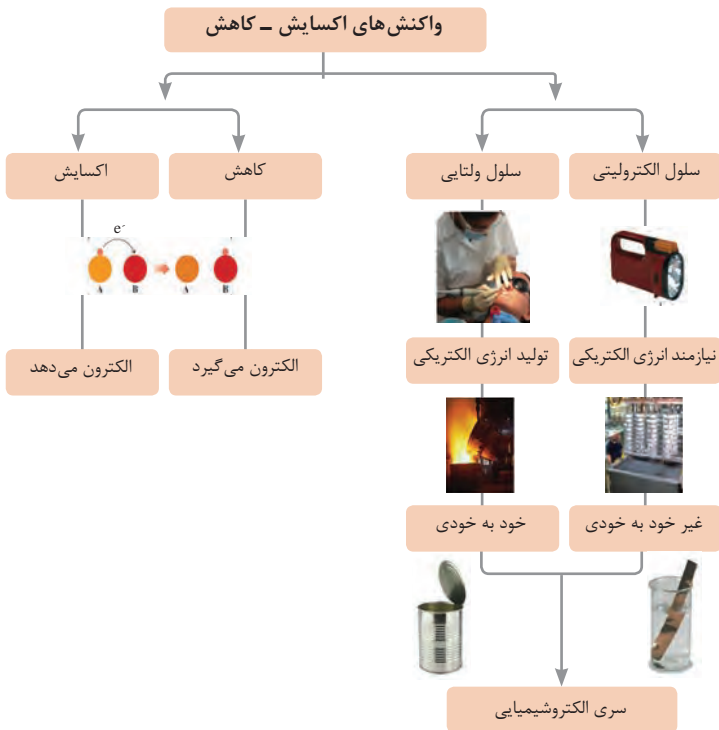 واکنش‌های اکسایش ـ کاهش
سلول الکترولیتی
سلول ولتایی
کاهش
اکسایش
e-
A B A B
نیازمند انرژی الکتریکی
تولید انرژی الکتریکی
الکترون می‌گیرد
الکترون می‌دهد
غیر خود به خودی
خود به خودی
سری الکتروشیمیایی